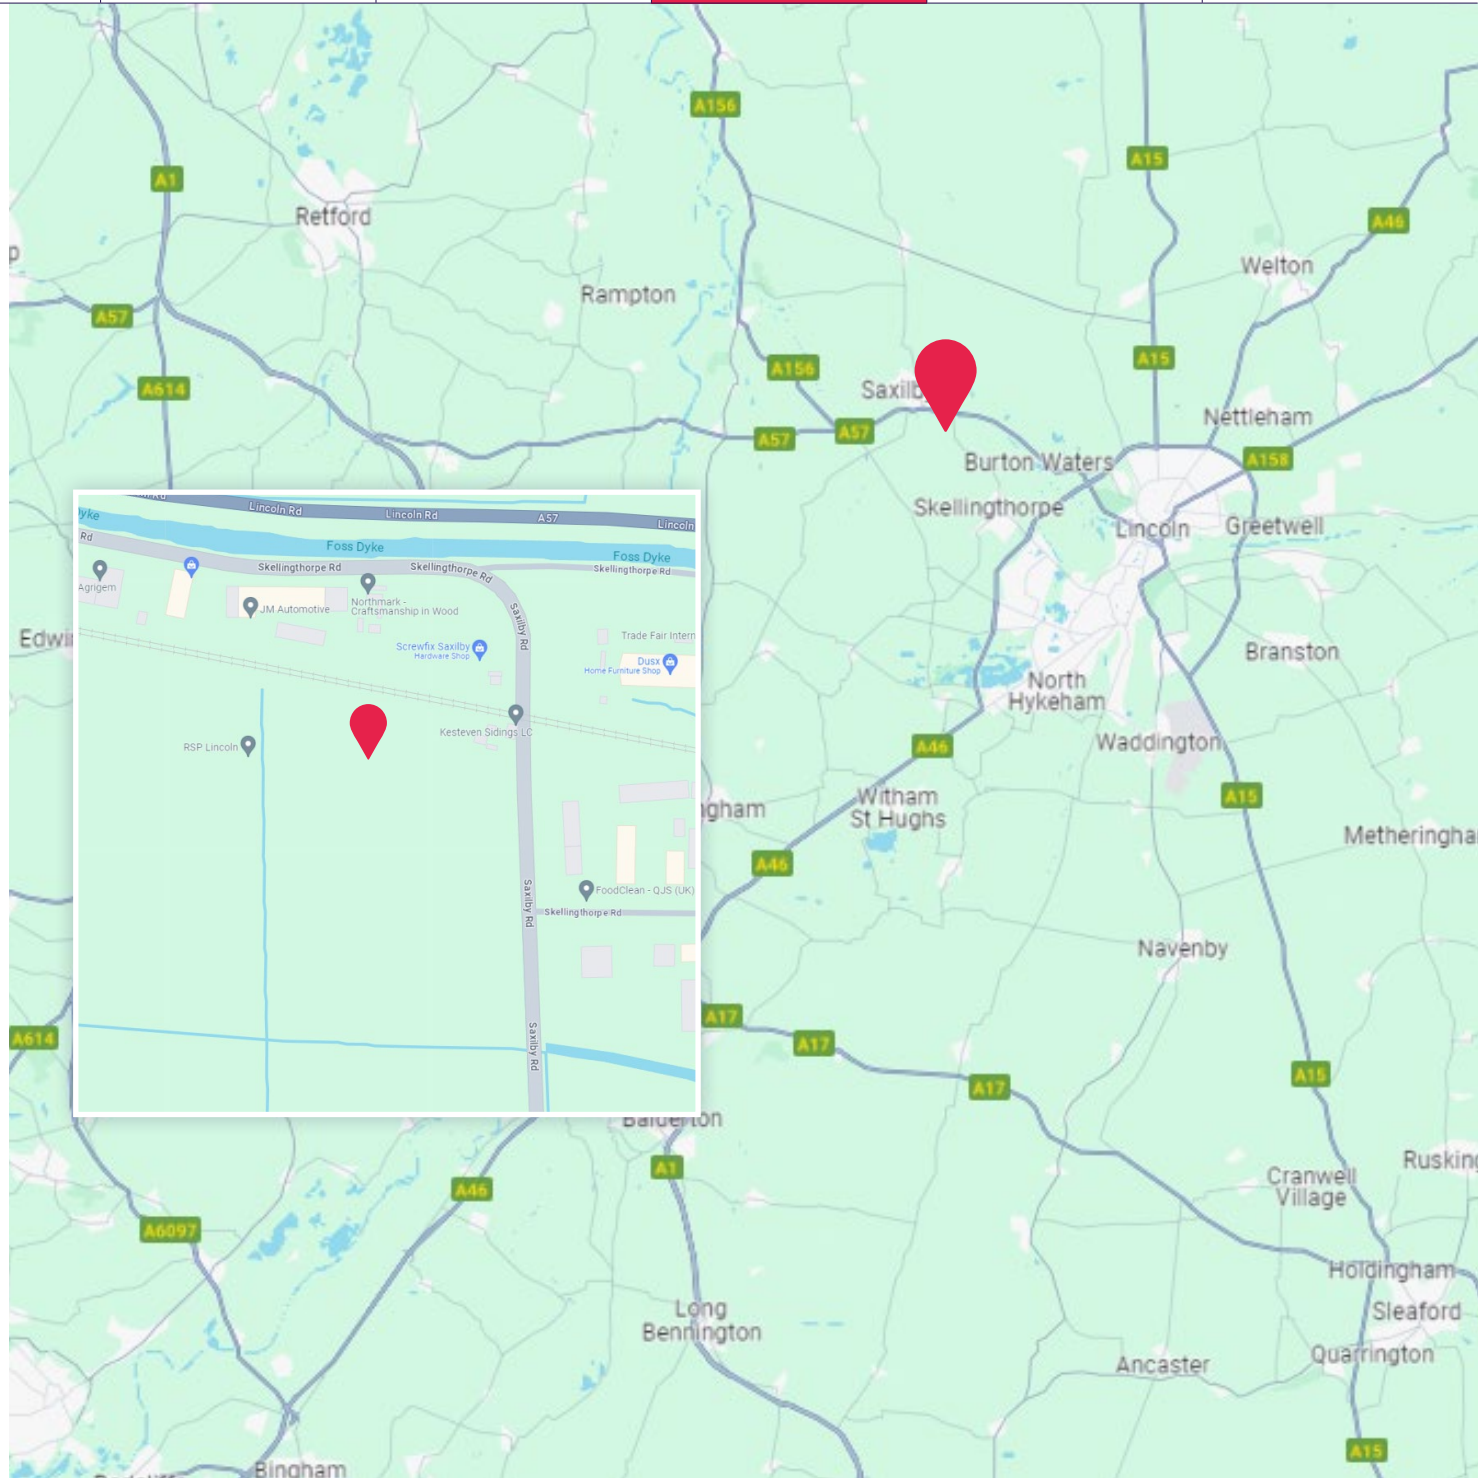 A156
A15
A1
Retford
A46
Welton
Rampton
A57
A156
A15
A614
Saxilb
Nettleham
A57
A57
A158
Burton Waters
Skellingthorpe
Lincoln
Greetwell
Lincoln Rd
Lincoln Rd
A57
Lincoln
yke
Rd
Foss Dyke
Foss Dyke
Skellingthorpe Rd
Skellingthorpe Rd
Skellingthorpe Rd
Agrigem
JM Automotive
Northmark -
Craftsmanship in Wood
Saxilby Rd
Screwfix Saxilby
Hardware Shop
Trade Fair Intern
Dusx
Home Furniture Shop
RSP Lincoln
Kesteven Sidings LC
FoodClean - QJS (UK)
Saxilby Rd
Skellingthorpe Rd
Saxilby Rd
Edwi
Branston
North
Hykeham
Waddington
A46
A15
ngham
Witham
St Hughs
Metheringha
A46
Navenby
A17
A17
A614
A15
A17
Balderton
A1
A46
Ruskin
Cranwell
Village
A6097
Holdingham
Sleaford
Long
Bennington
Quarrington
Ancaster
A15
Bingham